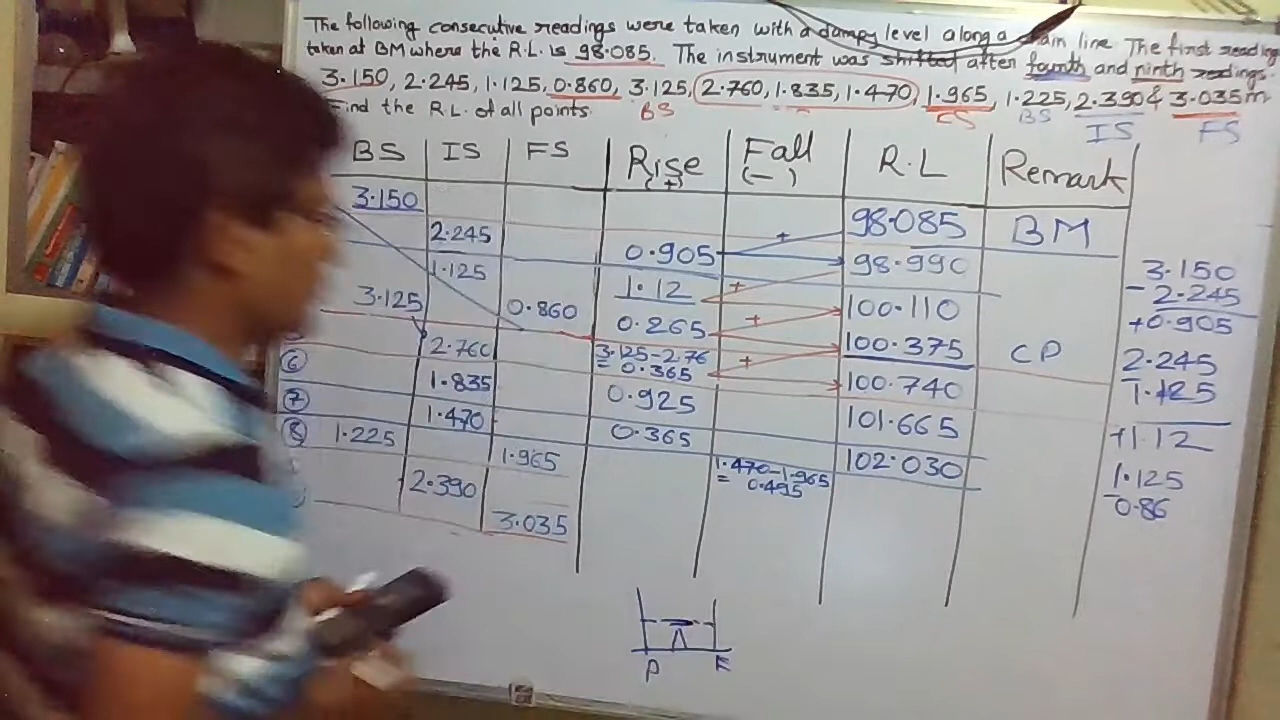 The following consecutive readings were taken with a dumpy level along a chain line The first reading
taken at BM where the R.L. is 98.085. The instrument was shifted after fourth and ninth readings.
3.150, 2.245, 1.125, 0.860, 3.125, 2.760, 1.835, 1.470, 1.965, 1.225, 2.390 & 3.035m
Find the R.L. of all points. BS CS BS IS FS
BS IS FS Rise (+) Fall (-) R.L Remark
3.150 98.085 BM
2.245 0.905 98.990
1.125 1.12 100.110
3.125 0.860 0.265 100.375 CP
6 2.760 3.125-2.76 = 0.365 100.740
7 1.835 0.925 101.665
8 1.470 0.365 102.030
1.225 1.965 1.470-1.965 = 0.495
2.390
3.035
3.150
- 2.245
+0.905
2.245
1.125
+1.12
1.125
-0.86